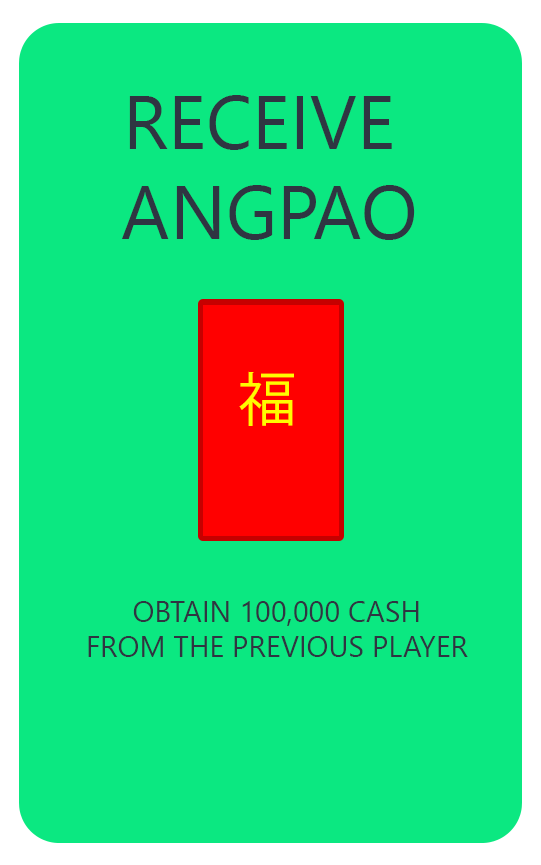 RECEIVE
ANGPAO
福
OBTAIN 100,000 CASH
FROM THE PREVIOUS PLAYER